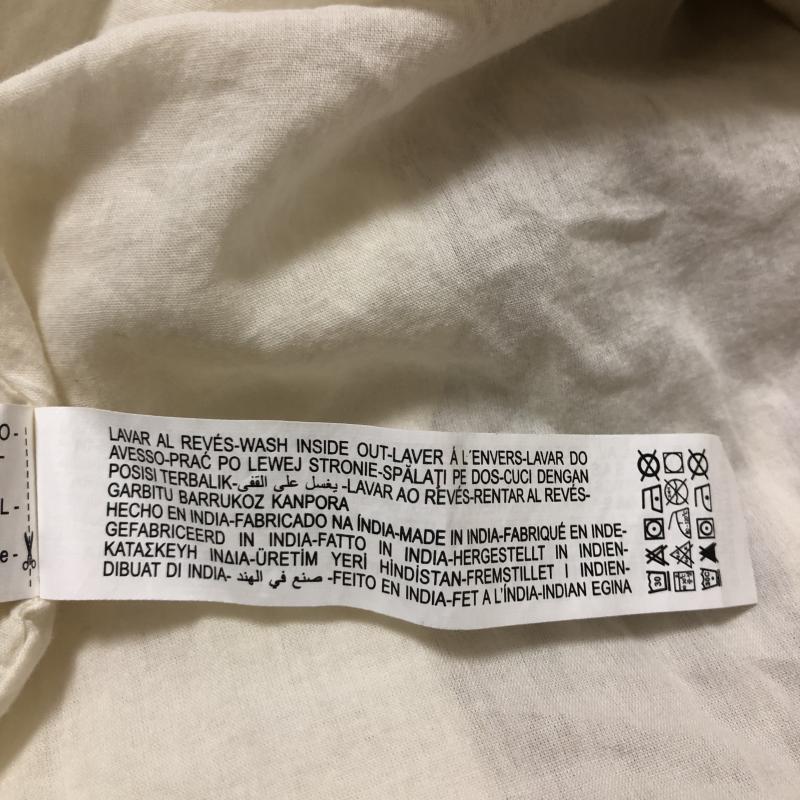 O-
-
L-
e-
LAVAR AL REVÉS-WASH INSIDE OUT-LAVER Á L´ENVERS-LAVAR DO
AVESSO-PRAĆ PO LEWEJ STRONIE-SPĂLAŢI PE DOS-CUCI DENGAN
POSISI TERBALIK-يغسل على القفى-LAVAR AO REVÉS-RENTAR AL REVÉS-
GARBITU BARRUKOZ KANPORA
HECHO EN INDIA-FABRICADO NA ÍNDIA-MADE IN INDIA-FABRIQUÉ EN INDE-
GEFABRICEERD IN INDIA-FATTO IN INDIA-HERGESTELLT IN INDIEN-
ΚΑΤΑΣΚΕΥΗ ΙΝΔΙΑ-ÜRETİM YERİ HİNDİSTAN-FREMSTILLET I INDIEN-
DIBUAT DI INDIA- صنع في الهند -FEITO EN INDIA-FET A L'ÍNDIA-INDIAN EGINA